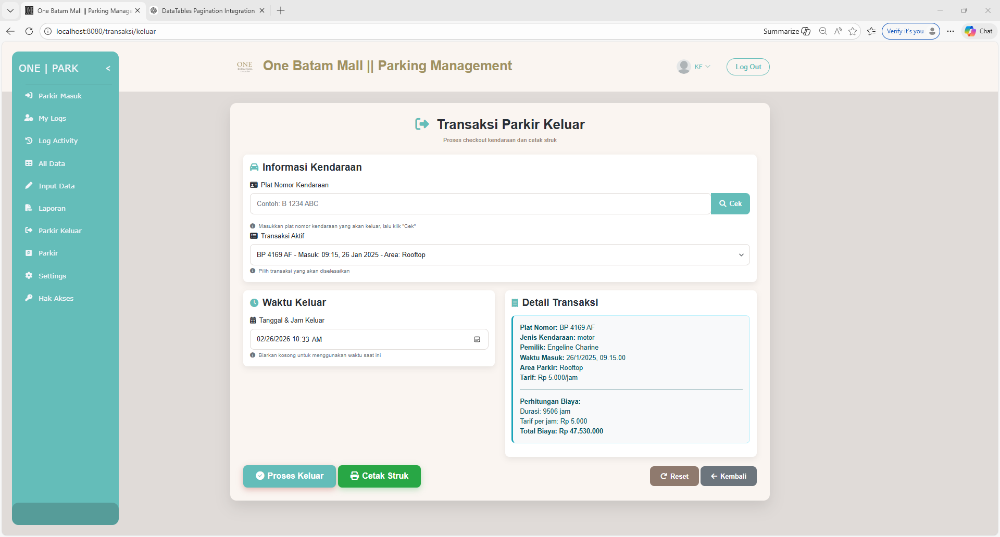 One Batam Mall || Parking Manage
DataTables Pagination Integration
localhost:8080/transaksi/keluar
Summarize
Verify it's you
Chat
ONE | PARK
<
Parkir Masuk
My Logs
Log Activity
All Data
Input Data
Laporan
Parkir Keluar
Parkir
Settings
Hak Akses
ONE
BATAM MALL
One Batam Mall || Parking Management
KF
Log Out
Transaksi Parkir Keluar
Proses checkout kendaraan dan cetak struk
Informasi Kendaraan
Plat Nomor Kendaraan
Contoh: B 1234 ABC
Cek
Masukkan plat nomor kendaraan yang akan keluar, lalu klik "Cek"
Transaksi Aktif
BP 4169 AF - Masuk: 09:15, 26 Jan 2025 - Area: Rooftop
Pilih transaksi yang akan diselesaikan
Waktu Keluar
Tanggal & Jam Keluar
02/26/2026 10:33 AM
Biarkan kosong untuk menggunakan waktu saat ini
Detail Transaksi
Plat Nomor: BP 4169 AF
Jenis Kendaraan: motor
Pemilik: Engeline Charine
Waktu Masuk: 26/1/2025, 09.15.00
Area Parkir: Rooftop
Tarif: Rp 5.000/jam
Perhitungan Biaya:
Durasi: 9506 jam
Tarif per jam: Rp 5.000
Total Biaya: Rp 47.530.000
Proses Keluar
Cetak Struk
Reset
Kembali